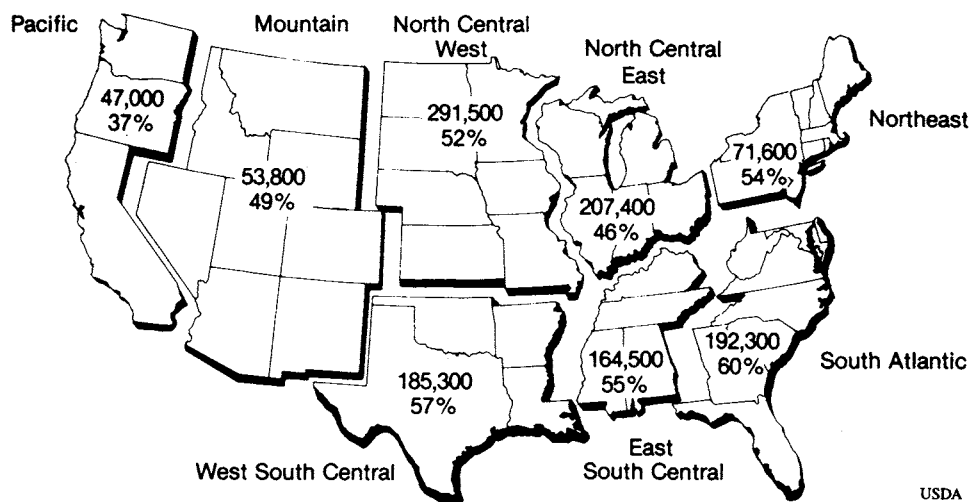 Pacific
Mountain
North Central
West
North Central
East
Northeast
47,000
37%
53,800
49%
291,500
52%
207,400
46%
71,600
54%
185,300
57%
164,500
55%
192,300
60%
South Atlantic
West South Central
East
South Central
USDA